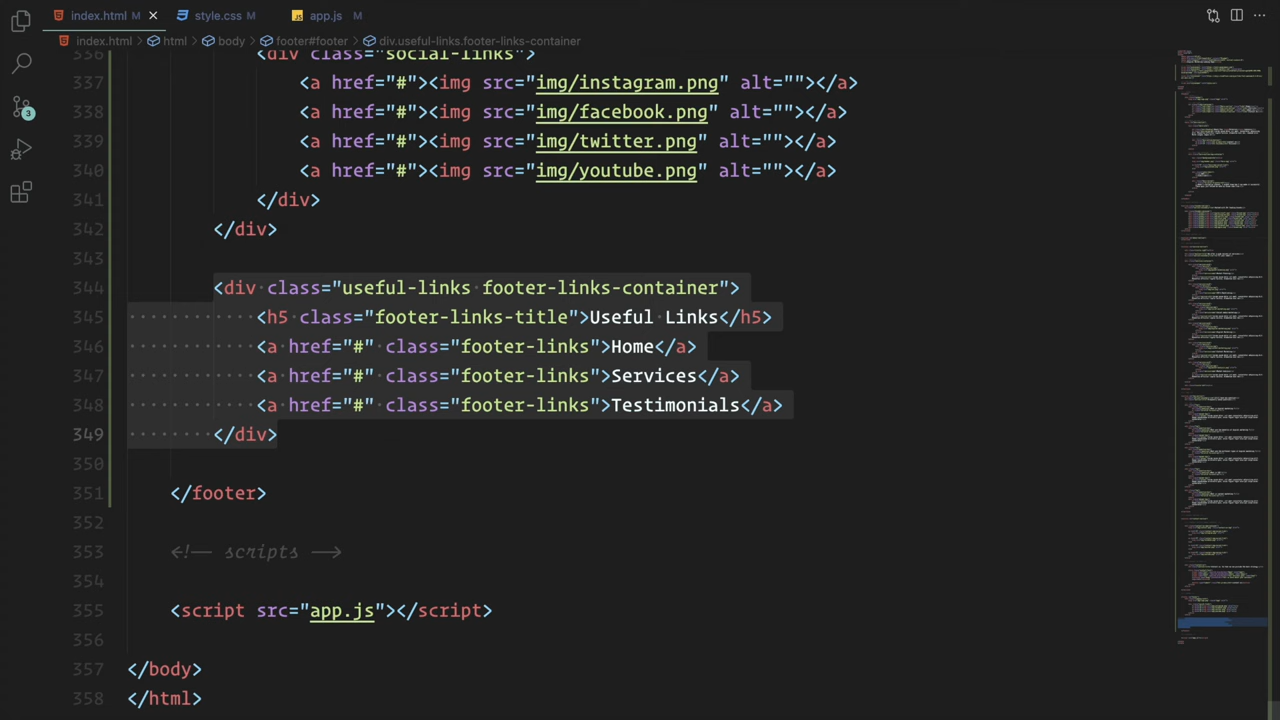 index.html M
style.css M
app.js M
index.html > html > body > footer#footer > div.useful-links.footer-links-container
336 <div class="social-links">
337 <a href="#"><img src="img/instagram.png" alt=""></a>
338 <a href="#"><img src="img/facebook.png" alt=""></a>
339 <a href="#"><img src="img/twitter.png" alt=""></a>
340 <a href="#"><img src="img/youtube.png" alt=""></a>
341 </div>
342 </div>
343
344 <div class="useful-links footer-links-container">
345 <h5 class="footer-links-title">Useful Links</h5>
346 <a href="#" class="footer-links">Home</a>
347 <a href="#" class="footer-links">Services</a>
348 <a href="#" class="footer-links">Testimonials</a>
349 </div>
350
351 </footer>
352
353 <!-- scripts -->
354
355 <script src="app.js"></script>
356
357 </body>
358 </html>
3